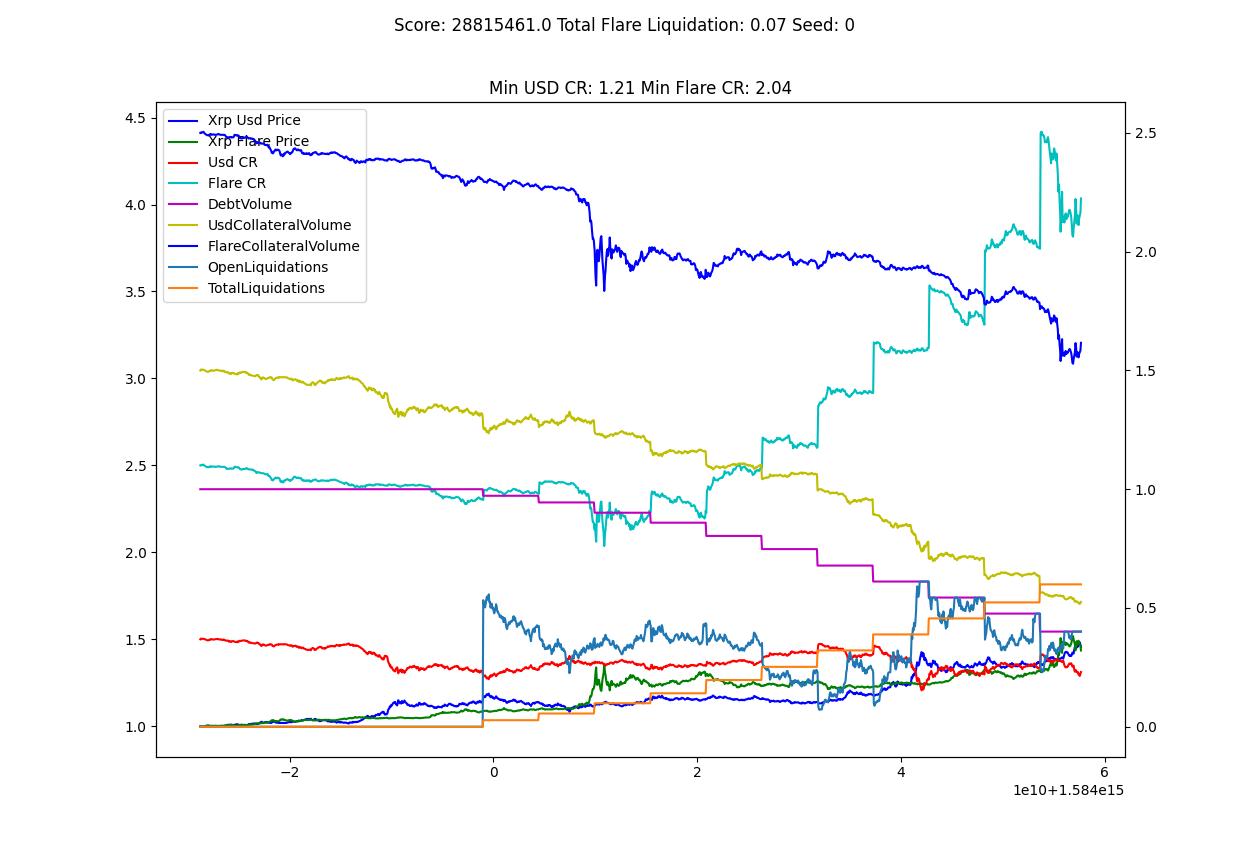 Score: 28815461.0 Total Flare Liquidation: 0.07 Seed: 0
Min USD CR: 1.21 Min Flare CR: 2.04
Xrp Usd Price
Xrp Flare Price
Usd CR
Flare CR
DebtVolume
UsdCollateralVolume
FlareCollateralVolume
OpenLiquidations
TotalLiquidations
4.5
4.0
3.5
3.0
2.5
2.0
1.5
1.0
2.5
2.0
1.5
1.0
0.5
0.0
−2
0
2
4
6
1e10+1.584e15